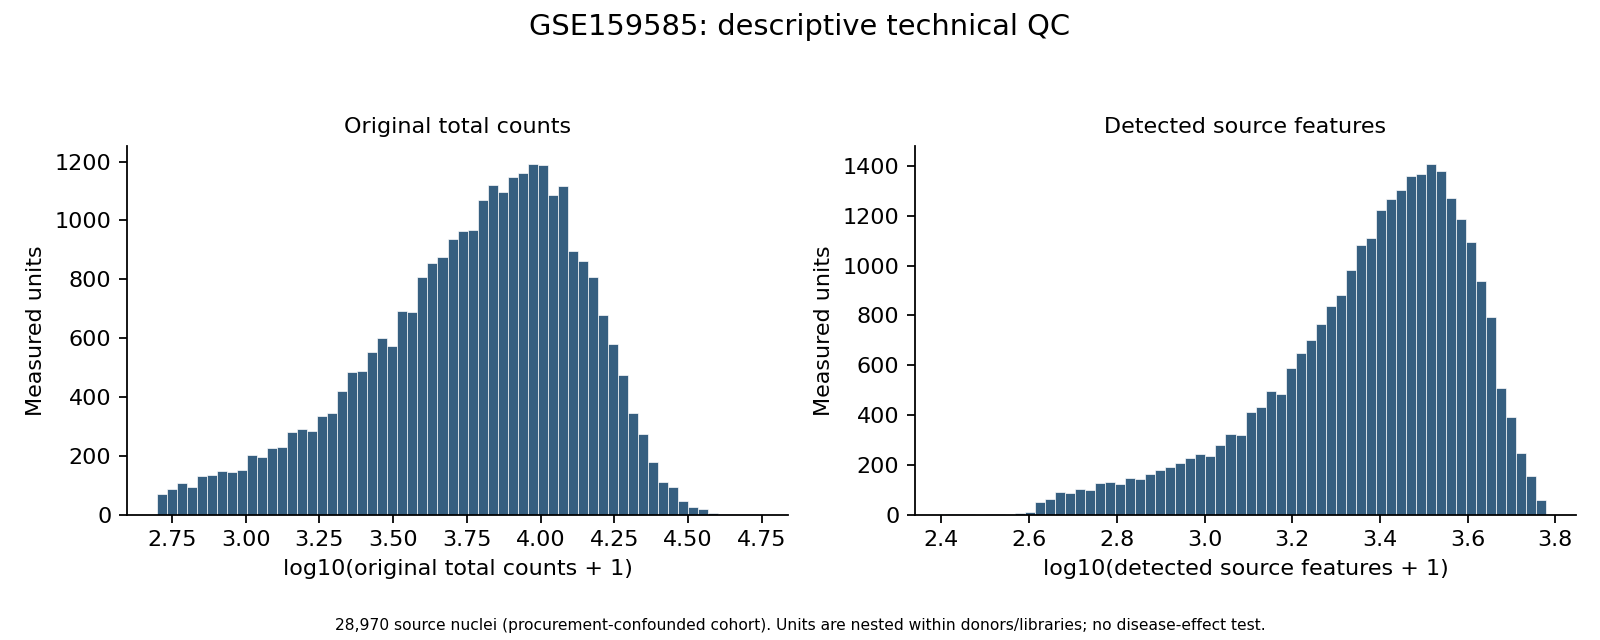 GSE159585: descriptive technical QC
Original total counts
Measured units
1200
1000
800
600
400
200
0
2.75 3.00 3.25 3.50 3.75 4.00 4.25 4.50 4.75
log10(original total counts + 1)
Detected source features
Measured units
1400
1200
1000
800
600
400
200
0
2.4 2.6 2.8 3.0 3.2 3.4 3.6 3.8
log10(detected source features + 1)
28,970 source nuclei (procurement-confounded cohort). Units are nested within donors/libraries; no disease-effect test.